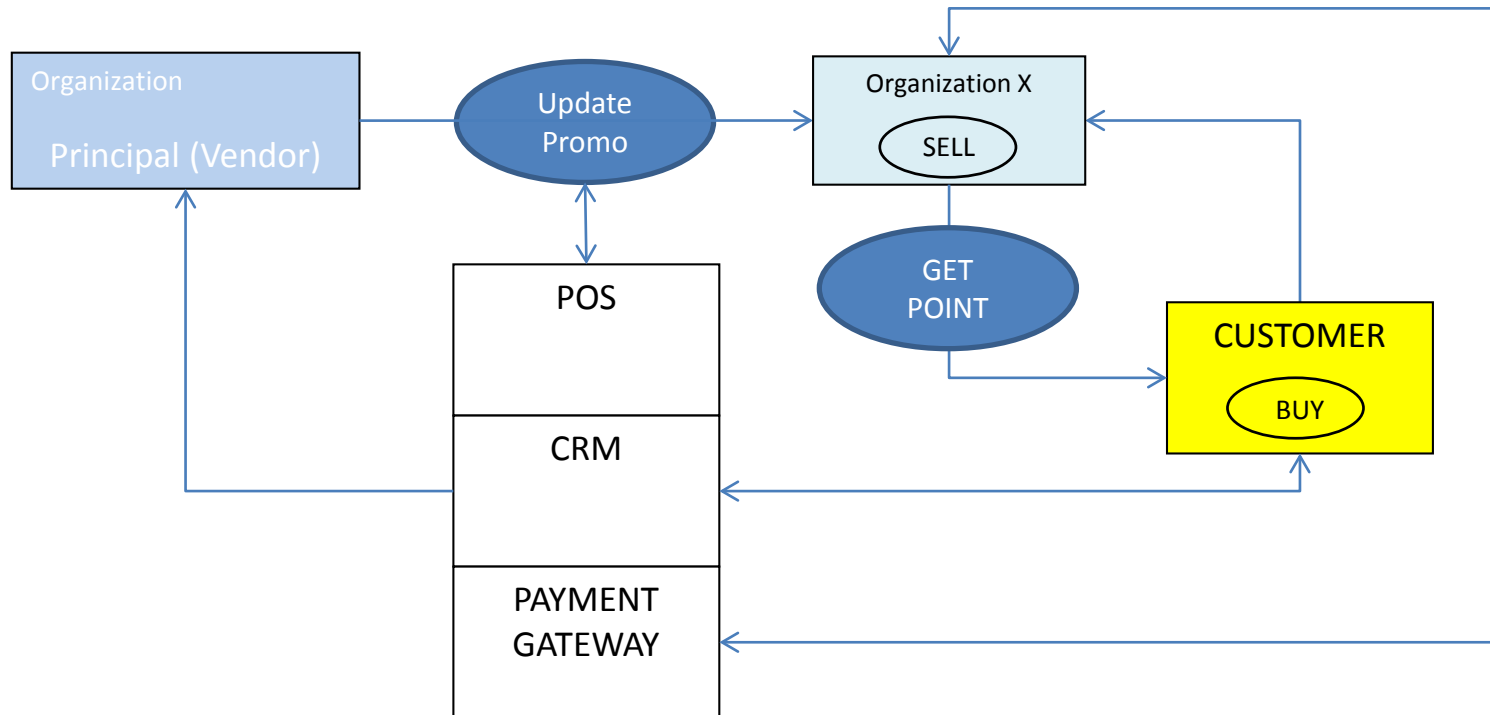 Organization
Principal (Vendor)
Update
Promo
Organization X
SELL
GET
POINT
POS
CUSTOMER
BUY
CRM
PAYMENT
GATEWAY